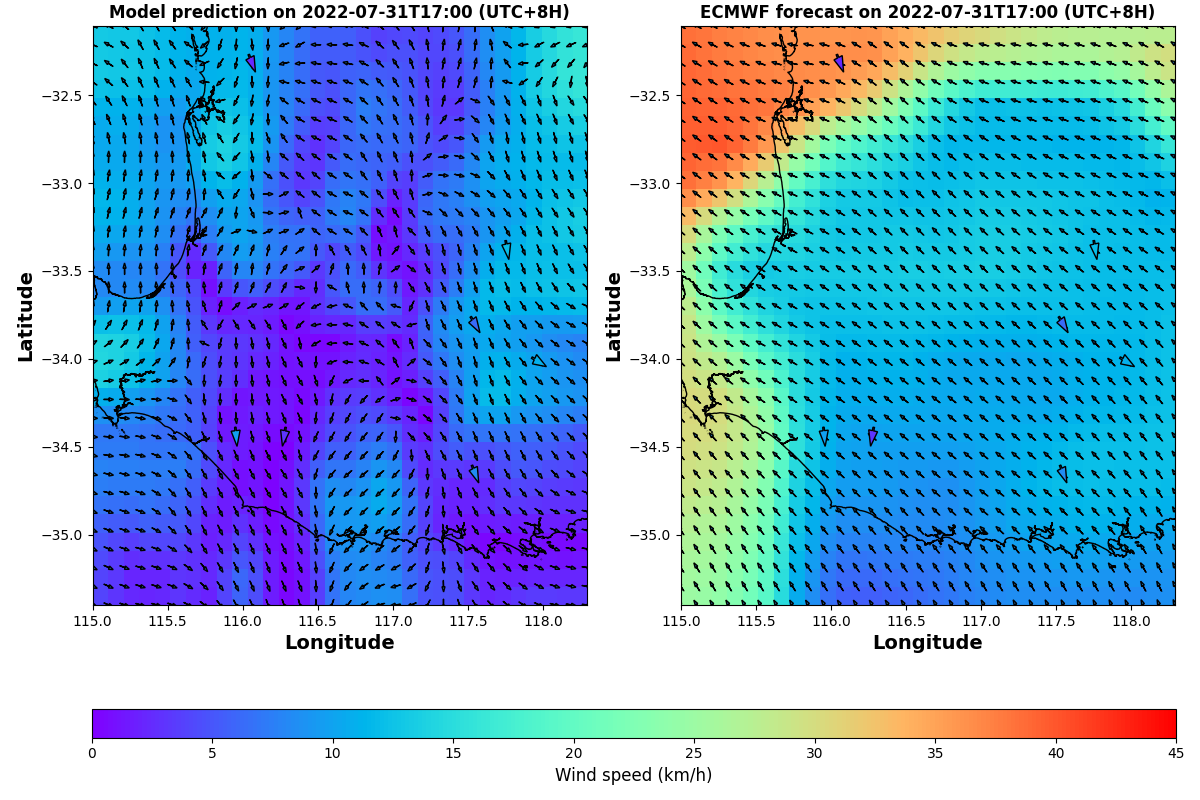 Model prediction on 2022-07-31T17:00 (UTC+8H)
ECMWF forecast on 2022-07-31T17:00 (UTC+8H)
Latitude
−32.5
−33.0
−33.5
−34.0
−34.5
−35.0
115.0 115.5 116.0 116.5 117.0 117.5 118.0
Longitude
Latitude
−32.5
−33.0
−33.5
−34.0
−34.5
−35.0
115.0 115.5 116.0 116.5 117.0 117.5 118.0
Longitude
0 5 10 15 20 25 30 35 40 45
Wind speed (km/h)